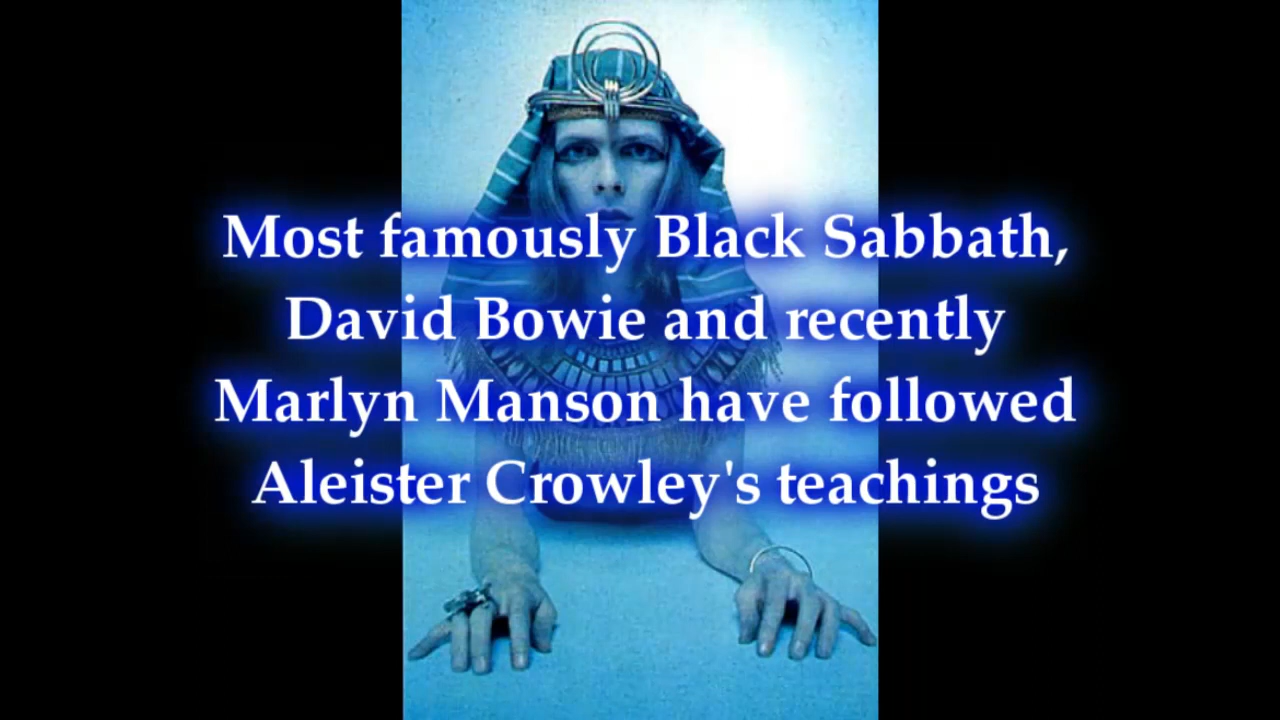 Most famously Black Sabbath,
David Bowie and recently
Marlyn Manson have followed
Aleister Crowley's teachings